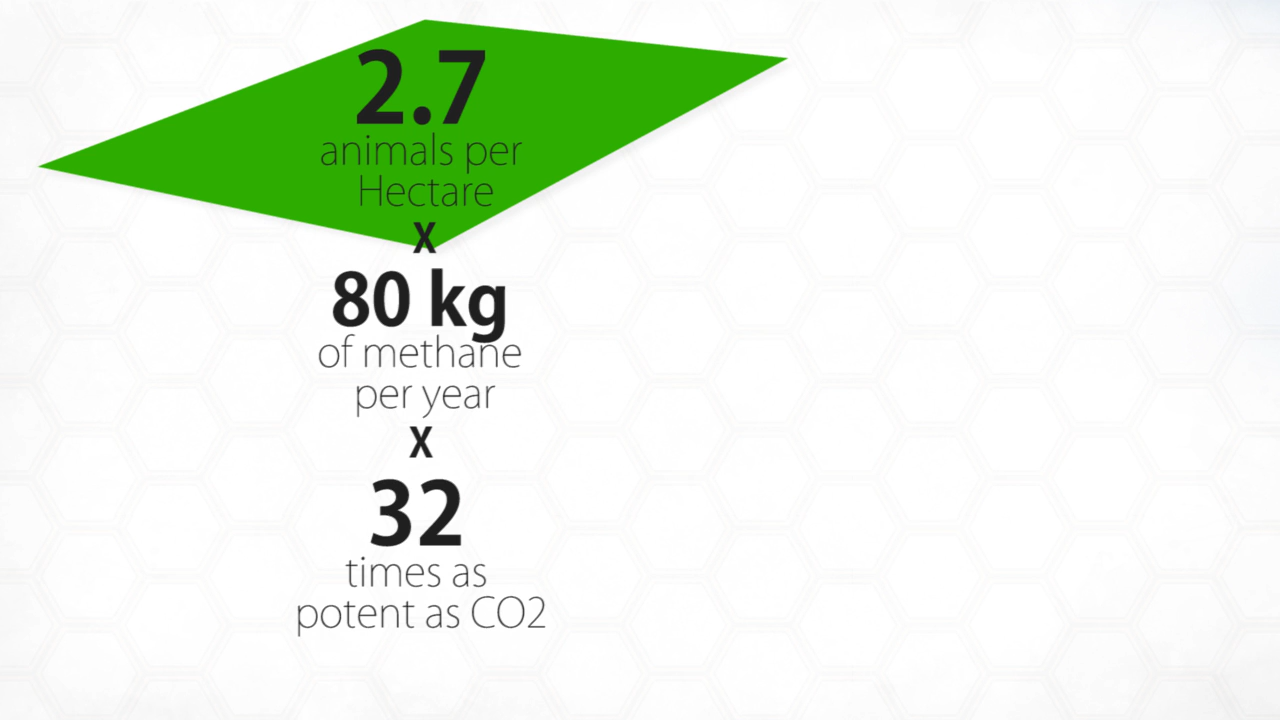 2.7
animals per
Hectare
x
80 kg
of methane
per year
x
32
times as
potent as CO2